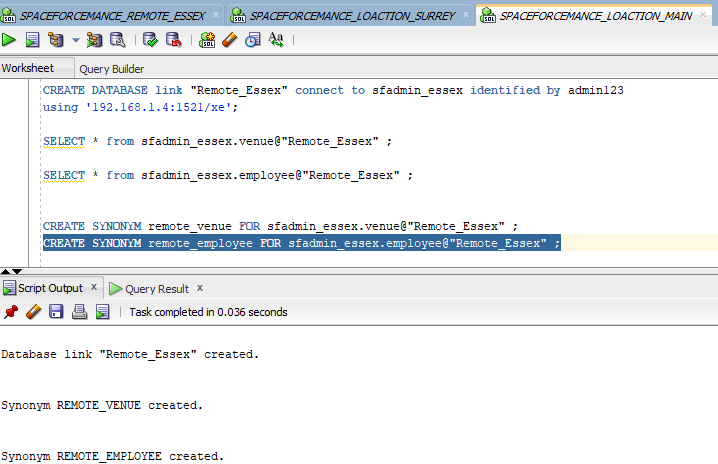 SPACEFORCEMANCE_REMOTE_ESSEX × SPACEFORCEMANCE_LOACTION_SURREY × SPACEFORCEMANCE_LOACTION_MAIN
Worksheet Query Builder
CREATE DATABASE link "Remote_Essex" connect to sfadmin_essex identified by admin123
using '192.168.1.4:1521/xe';
SELECT * from sfadmin_essex.venue@"Remote_Essex" ;
SELECT * from sfadmin_essex.employee@"Remote_Essex" ;
CREATE SYNONYM remote_venue FOR sfadmin_essex.venue@"Remote_Essex" ;
CREATE SYNONYM remote_employee FOR sfadmin_essex.employee@"Remote_Essex" ;
Script Output x Query Result x
Task completed in 0.036 seconds
Database link "Remote_Essex" created.
Synonym REMOTE_VENUE created.
Synonym REMOTE_EMPLOYEE created.